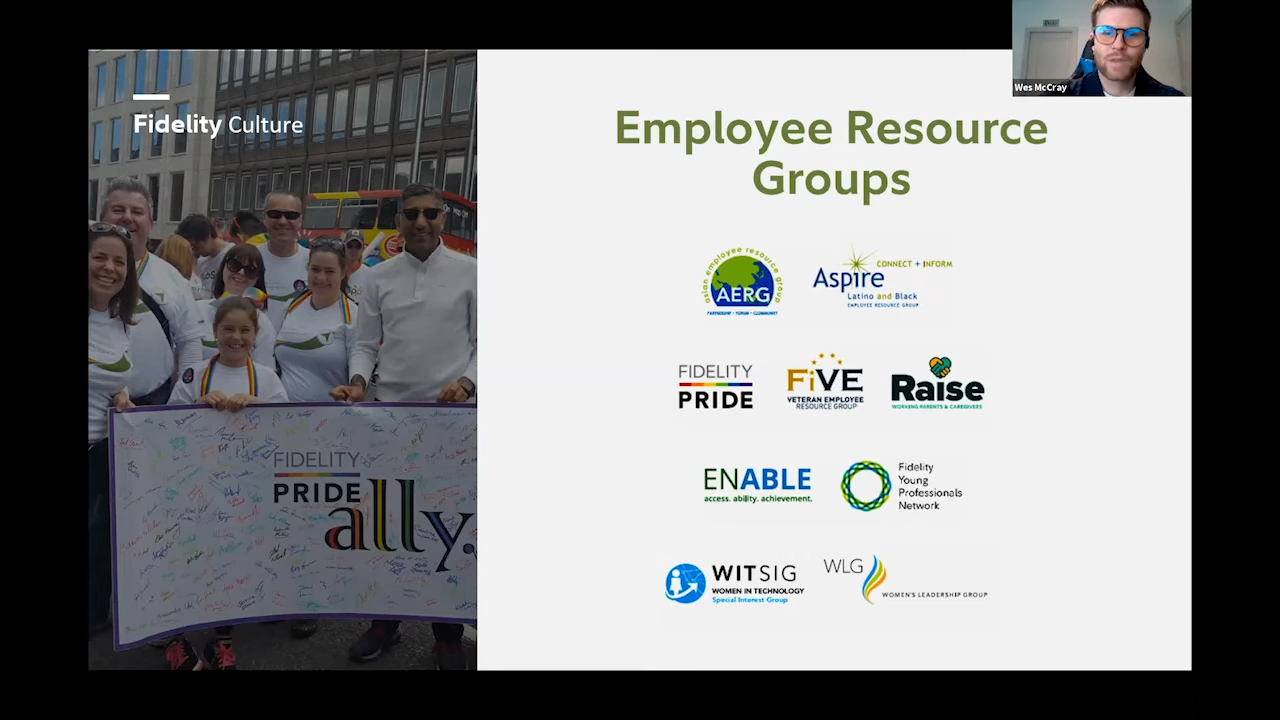 Wes McCray
Fidelity Culture
Employee Resource
Groups
asian employee resource group
AERG
PARTNERSHIP • FORUM • COMMUNITY
CONNECT + INFORM
Aspire
Latino and Black
EMPLOYEE RESOURCE GROUP
FIDELITY
PRIDE
FiVE
VETERAN EMPLOYEE
RESOURCE GROUP
Raise
WORKING PARENTS & CAREGIVERS
ENABLE
access. ability. achievement.
Fidelity
Young
Professionals
Network
WITSIG
WOMEN IN TECHNOLOGY
Special Interest Group
WLG
WOMEN'S LEADERSHIP GROUP
FIDELITY
PRIDE
ally.